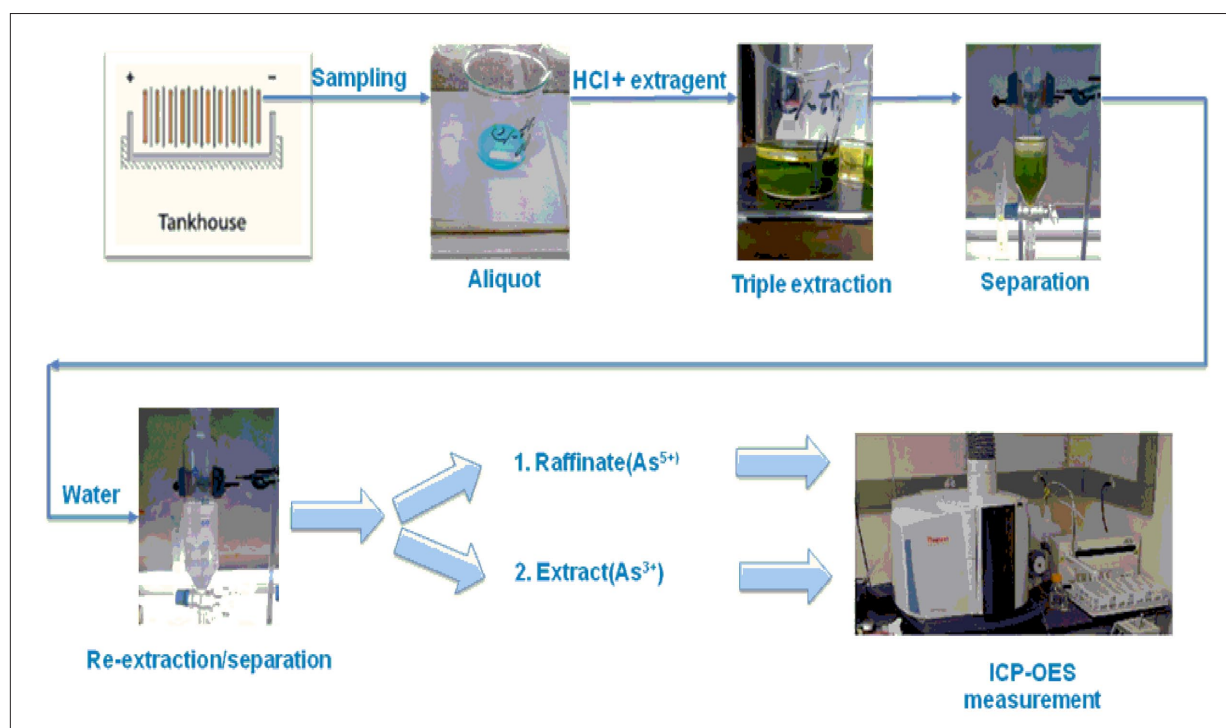 + −
Tankhouse
Sampling
Aliquot
HCl + extragent
Triple extraction
Separation
Water
Re-extraction/separation
1. Raffinate(As⁵⁺)
2. Extract(As³⁺)
ICP-OES
measurement